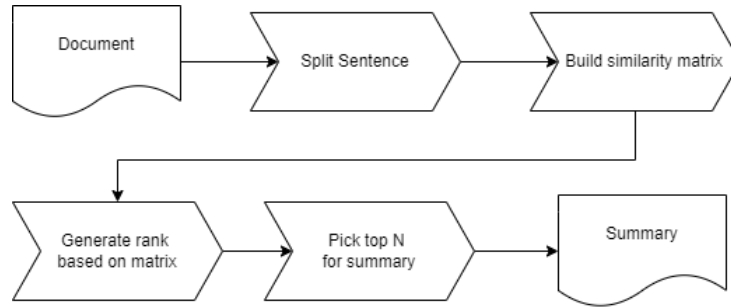 Document
Split Sentence
Build similarity matrix
Generate rank
based on matrix
Pick top N
for summary
Summary